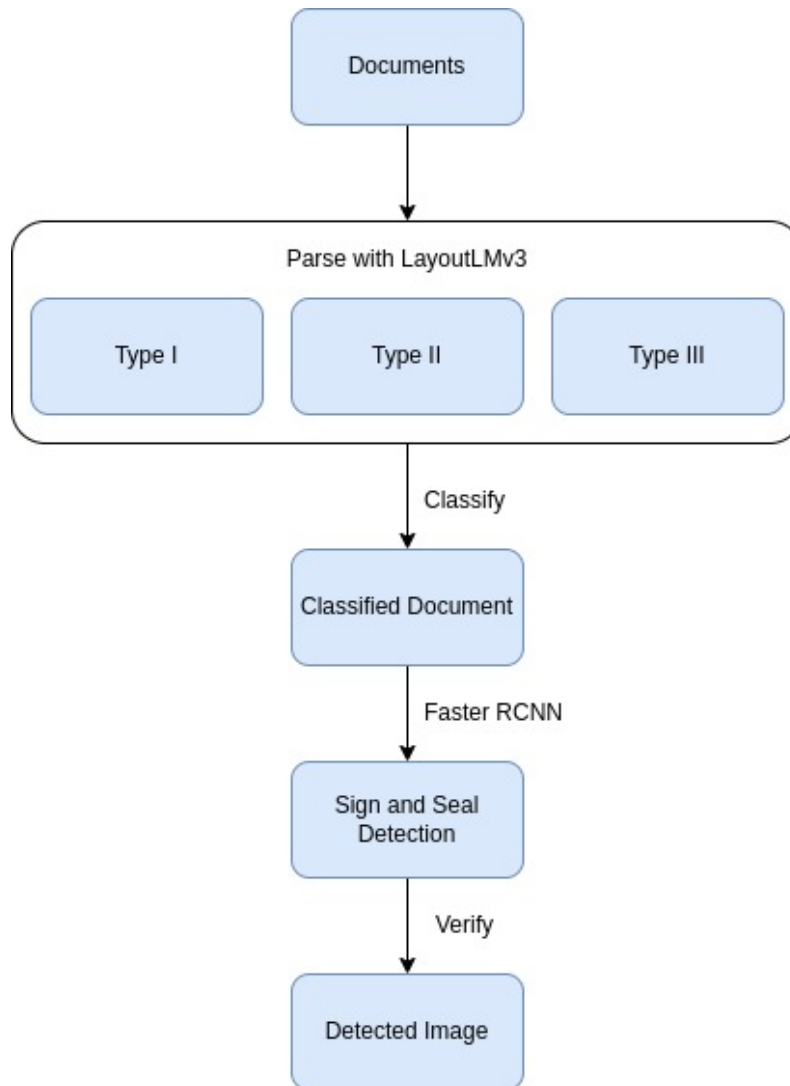 Documents
Parse with LayoutLMv3
Type I
Type II
Type III
Classify
Classified Document
Faster RCNN
Sign and Seal
Detection
Verify
Detected Image